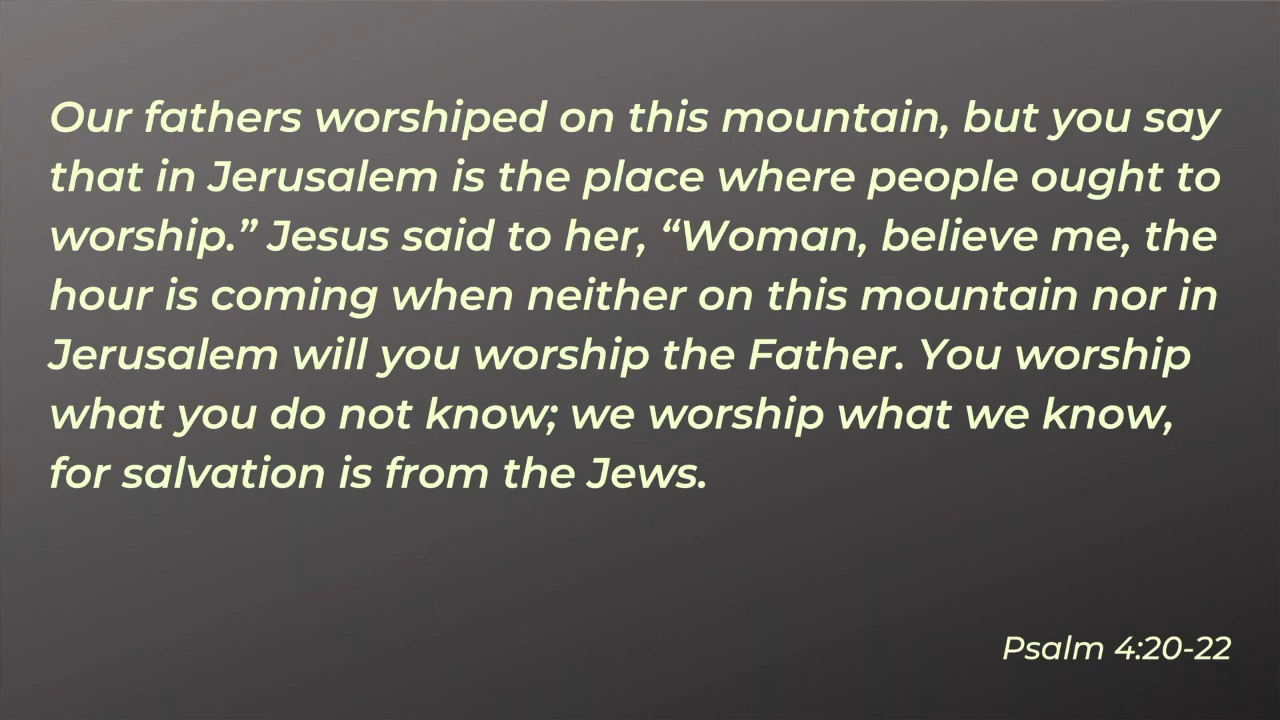 Our fathers worshiped on this mountain, but you say
that in Jerusalem is the place where people ought to
worship.” Jesus said to her, “Woman, believe me, the
hour is coming when neither on this mountain nor in
Jerusalem will you worship the Father. You worship
what you do not know; we worship what we know,
for salvation is from the Jews.
Psalm 4:20-22